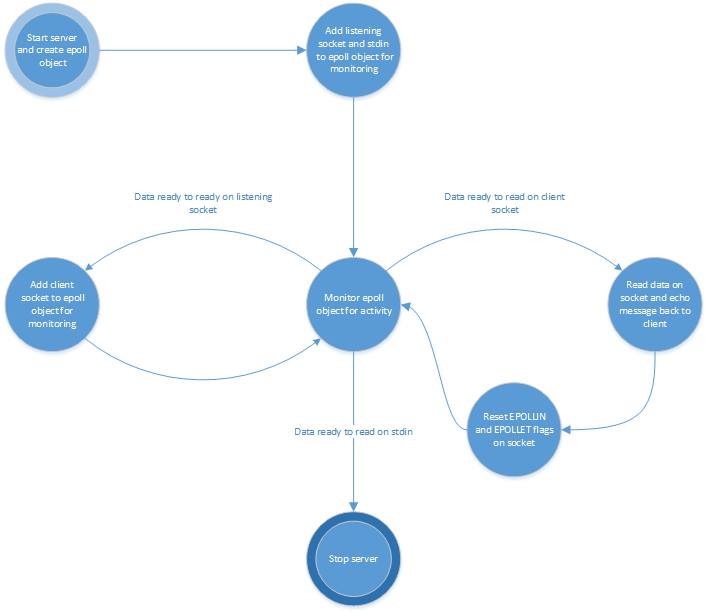 Start server
and create epoll
object
Add listening
socket and stdin
to epoll object for
monitoring
Data ready to ready on listening
socket
Data ready to read on client
socket
Add client
socket to epoll
object for
monitoring
Monitor epoll
object for activity
Read data on
socket and echo
message back to
client
Reset EPOLLIN
and EPOLLET flags
on socket
Data ready to read on stdin
Stop server